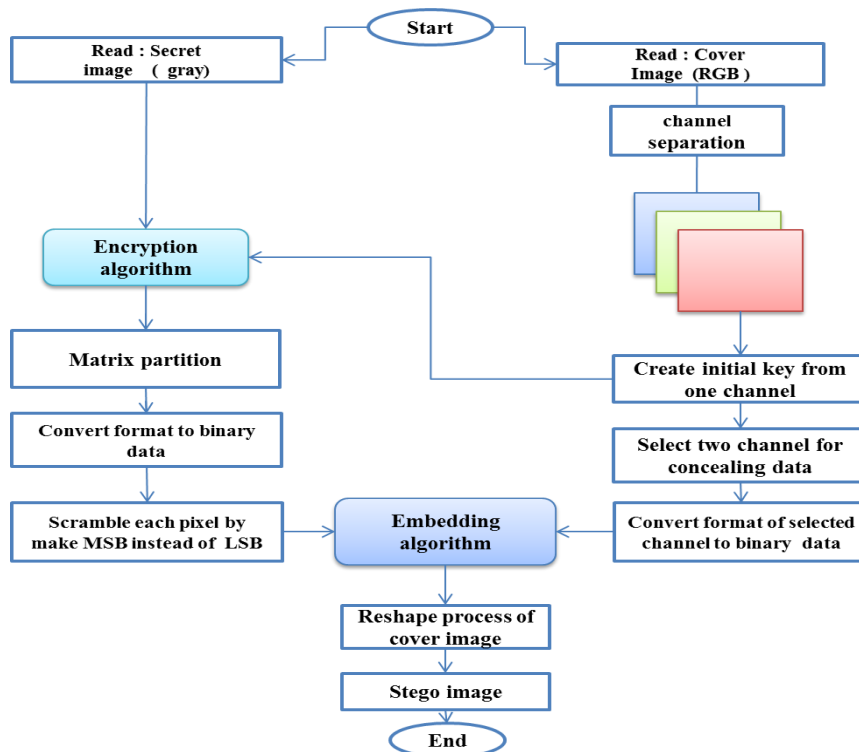 Start
Read : Secret
image ( gray)
Read : Cover
Image (RGB )
channel
separation
Encryption
algorithm
Matrix partition
Create initial key from
one channel
Convert format to binary
data
Select two channel for
concealing data
Scramble each pixel by
make MSB instead of LSB
Embedding
algorithm
Convert format of selected
channel to binary data
Reshape process of
cover image
Stego image
End